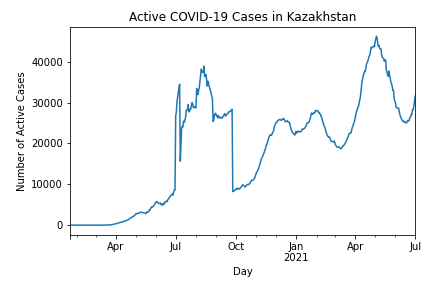 Active COVID-19 Cases in Kazakhstan
Number of Active Cases
40000
30000
20000
10000
0
Apr Jul Oct Jan Apr Jul
2021
Day